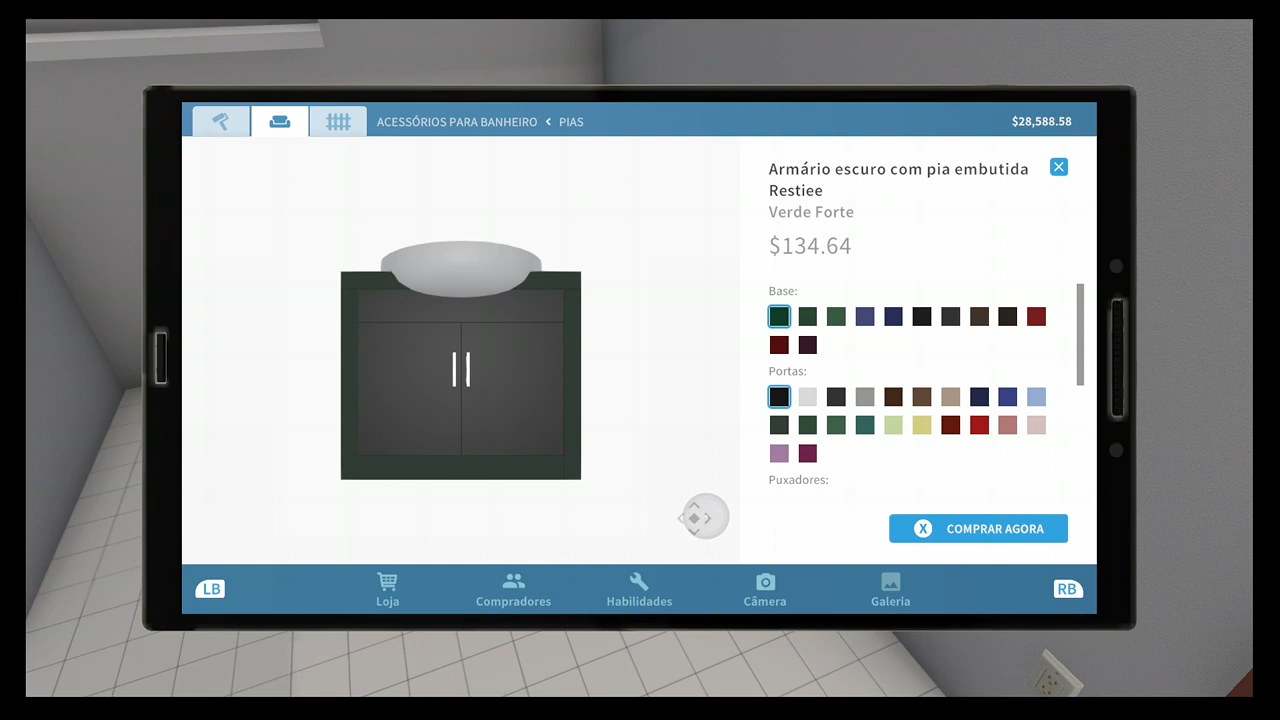 ACESSÓRIOS PARA BANHEIRO < PIAS
$28,588.58
Armário escuro com pia embutida
Restiee
Verde Forte
$134.64
Base:
Portas:
Puxadores:
X COMPRAR AGORA
LB
Loja
Compradores
Habilidades
Câmera
Galeria
RB